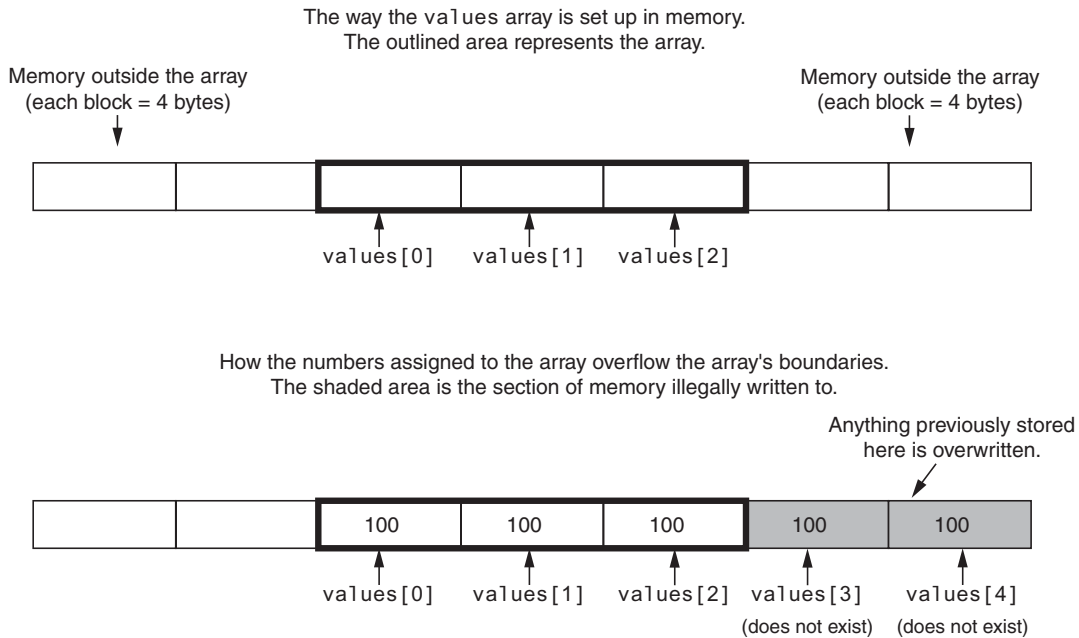 The way the values array is set up in memory.
The outlined area represents the array.
Memory outside the array
(each block = 4 bytes)
Memory outside the array
(each block = 4 bytes)
values[0]
values[1]
values[2]
How the numbers assigned to the array overflow the array's boundaries.
The shaded area is the section of memory illegally written to.
Anything previously stored
here is overwritten.
100
100
100
100
100
values[0]
values[1]
values[2]
values[3]
(does not exist)
values[4]
(does not exist)